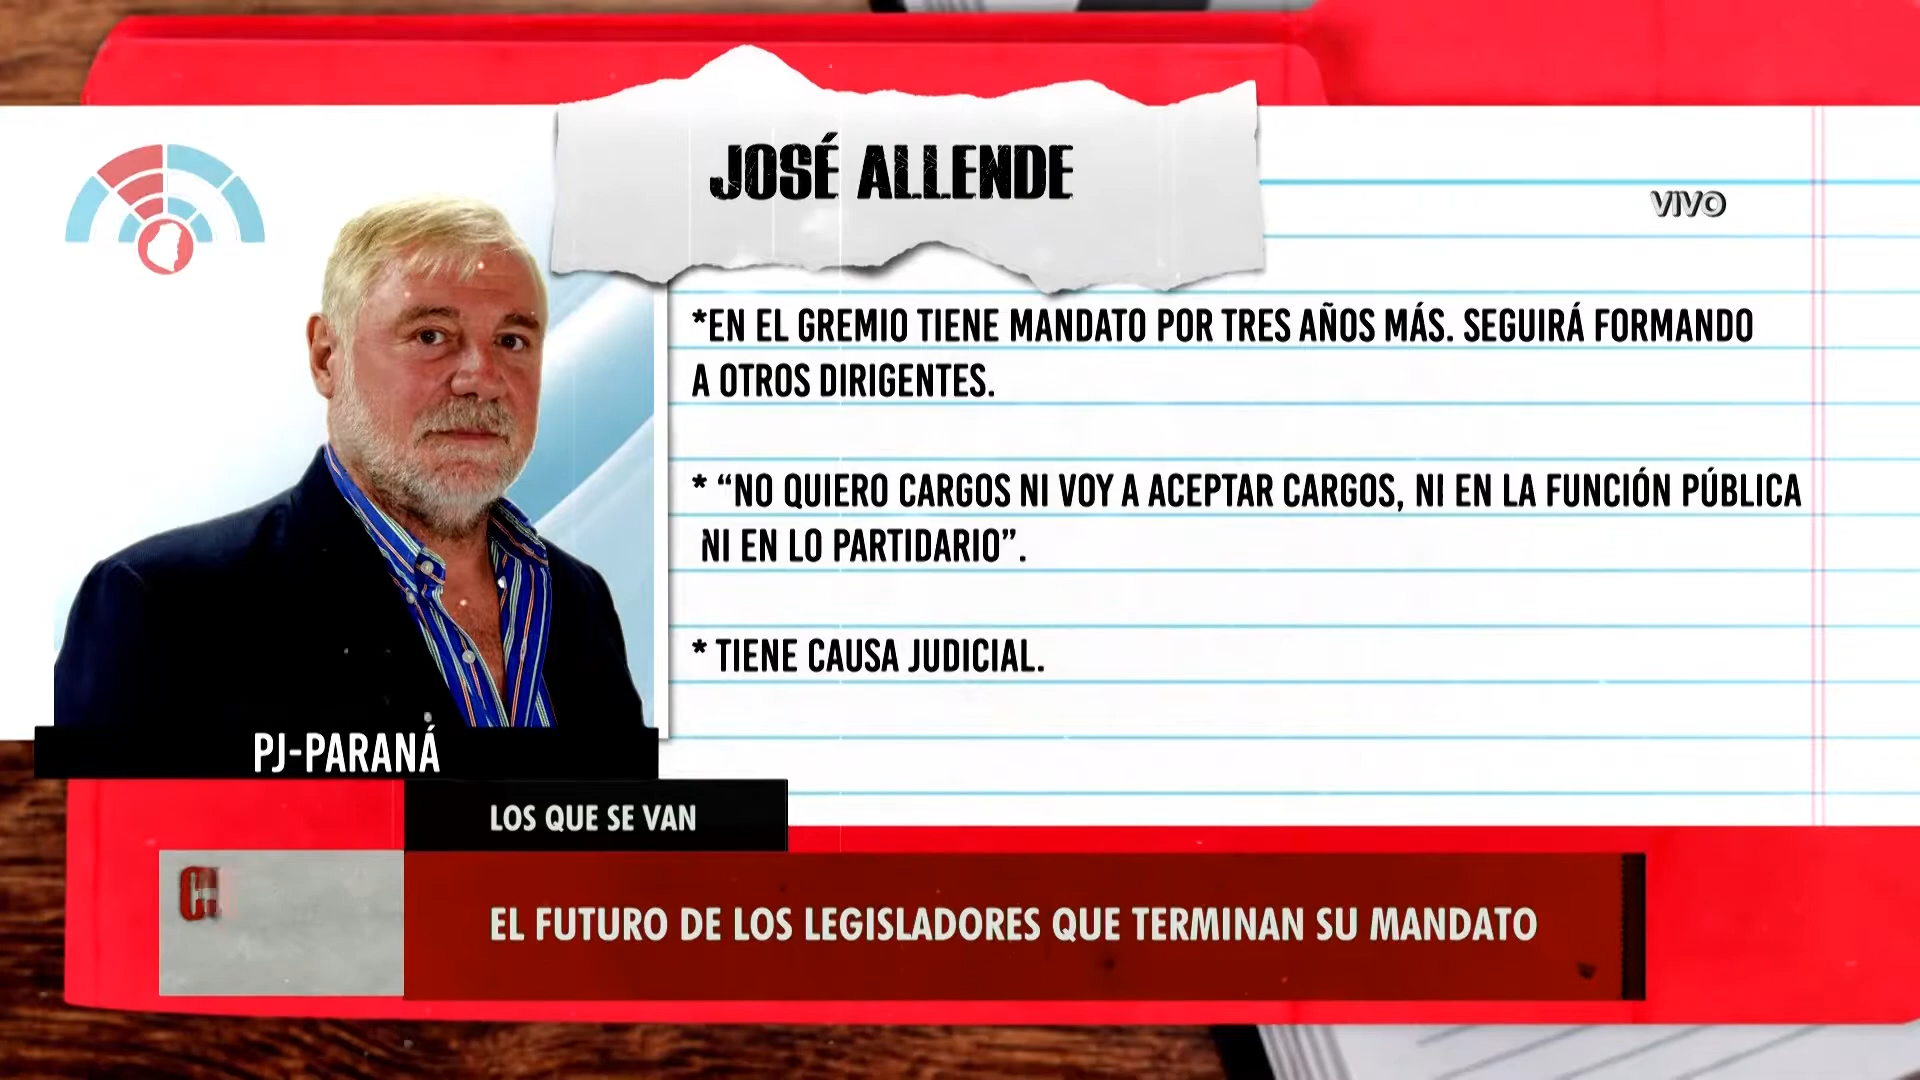 JOSÉ ALLENDE
VIVO
*EN EL GREMIO TIENE MANDATO POR TRES AÑOS MÁS. SEGUIRÁ FORMANDO
A OTROS DIRIGENTES.
* “NO QUIERO CARGOS NI VOY A ACEPTAR CARGOS, NI EN LA FUNCIÓN PÚBLICA
NI EN LO PARTIDARIO”.
* TIENE CAUSA JUDICIAL.
PJ-PARANÁ
LOS QUE SE VAN
EL FUTURO DE LOS LEGISLADORES QUE TERMINAN SU MANDATO